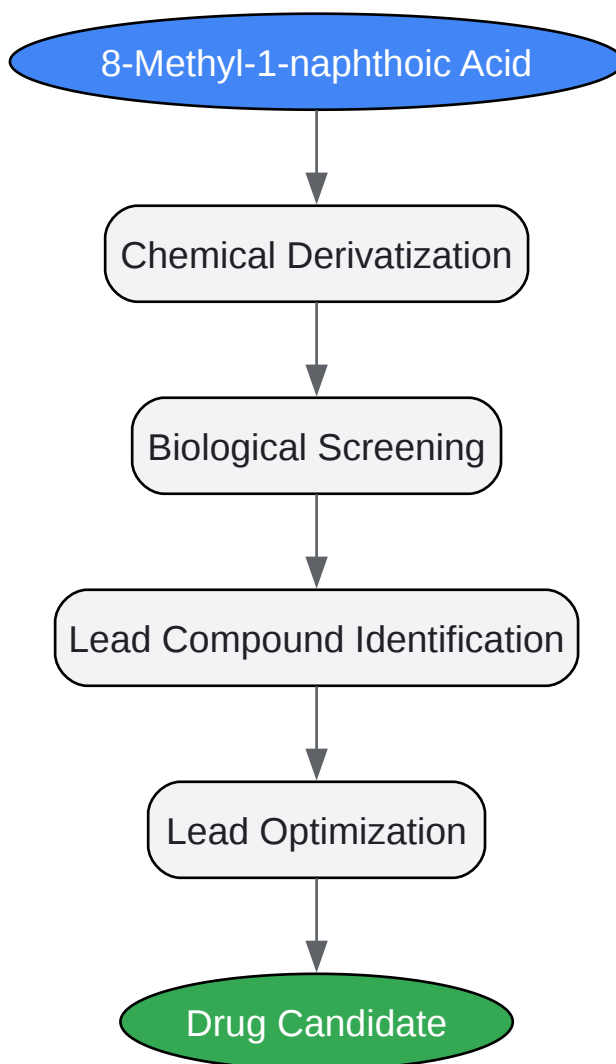 8-Methyl-1-naphthoic Acid
Chemical Derivatization
Biological Screening
Lead Compound Identification
Lead Optimization
Drug Candidate